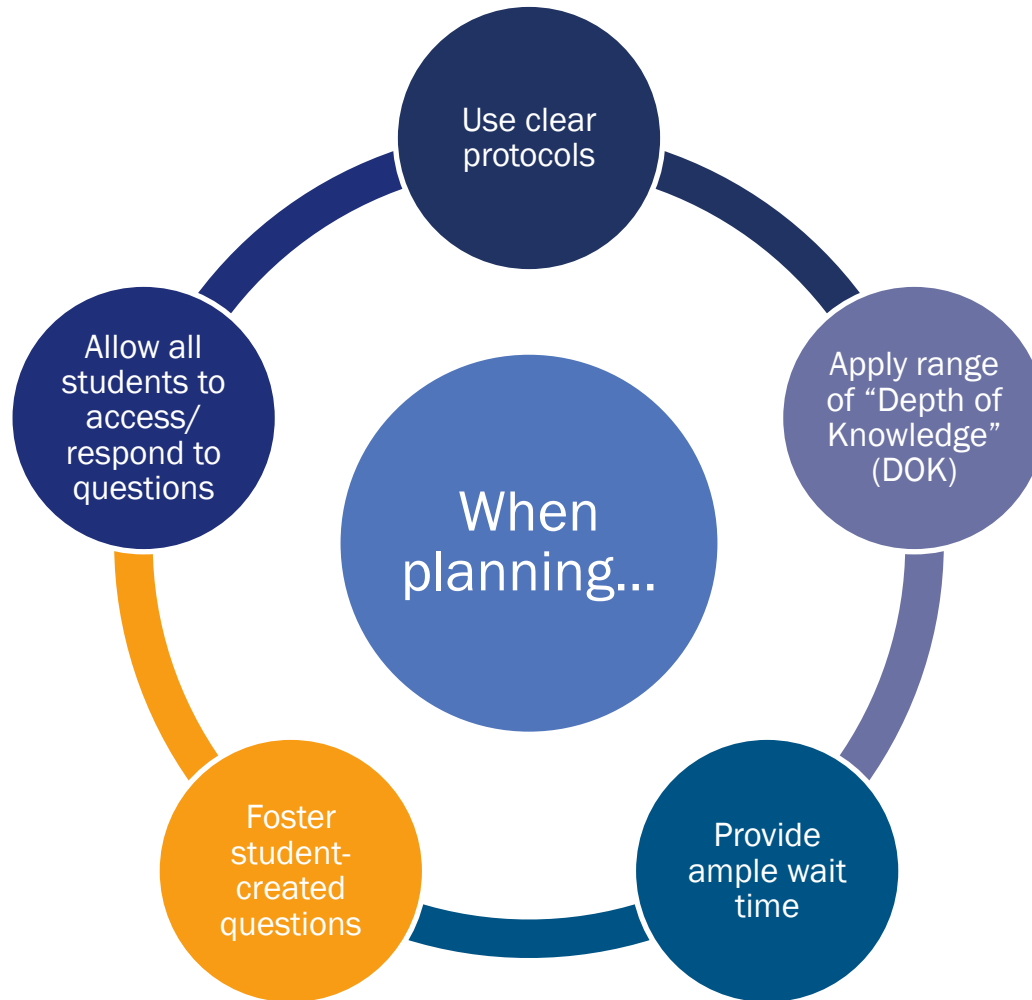 Use clear
protocols
Apply range
of “Depth of
Knowledge”
(DOK)
Provide
ample wait
time
Foster
student-
created
questions
Allow all
students to
access/
respond to
questions
When
planning...